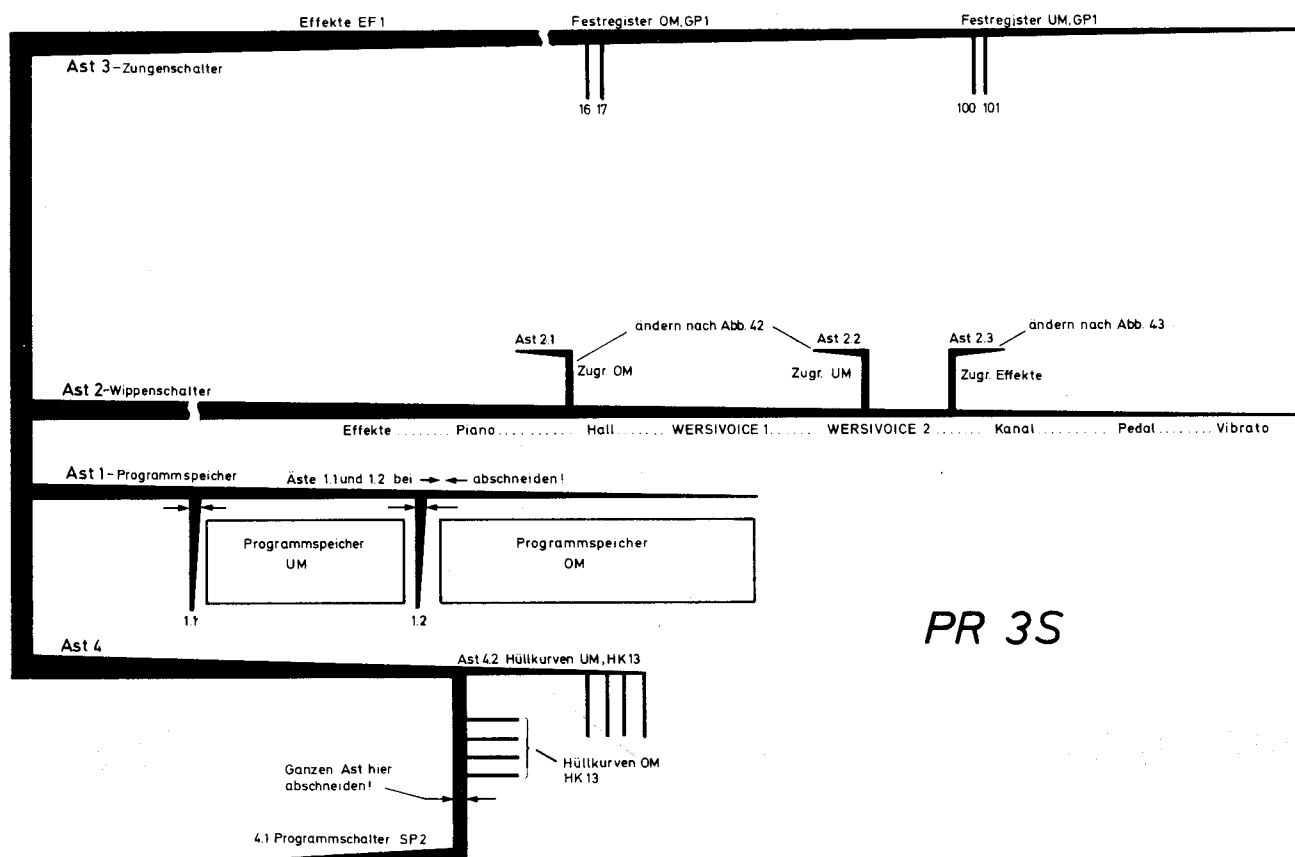 Effekte EF1
Festregister OM,GP1
Festregister UM,GP1
Ast 3-Zungenschalter
16 17
100 101
Ast 2.1
ändern nach Abb. 42
Ast 2.2
Ast 2.3
ändern nach Abb. 43
Zugr. OM
Zugr. UM
Zugr. Effekte
Ast 2-Wippenschalter
Effekte ....... Piano .......... Hall ...... WERSIVOICE 1 ...... WERSIVOICE 2 ...... Kanal .......... Pedal ....... Vibrato
Ast 1-Programmspeicher
Äste 1.1 und 1.2 bei →← abschneiden!
Programmspeicher
UM
Programmspeicher
OM
1.1
1.2
PR 3S
Ast 4
Ast 4.2 Hüllkurven UM, HK13
Hüllkurven OM
HK 13
Ganzen Ast hier
abschneiden!
4.1 Programmschalter SP2